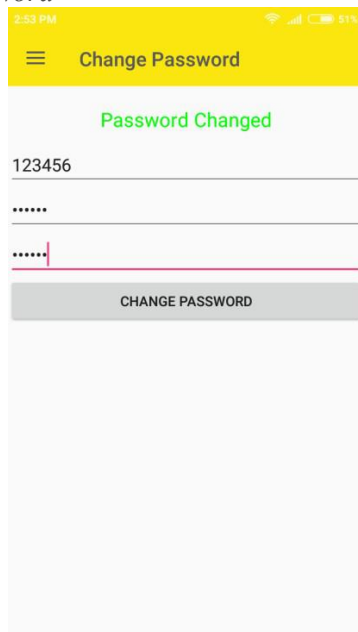 2:53 PM 51%
Change Password
Password Changed
123456
••••••
••••••
CHANGE PASSWORD